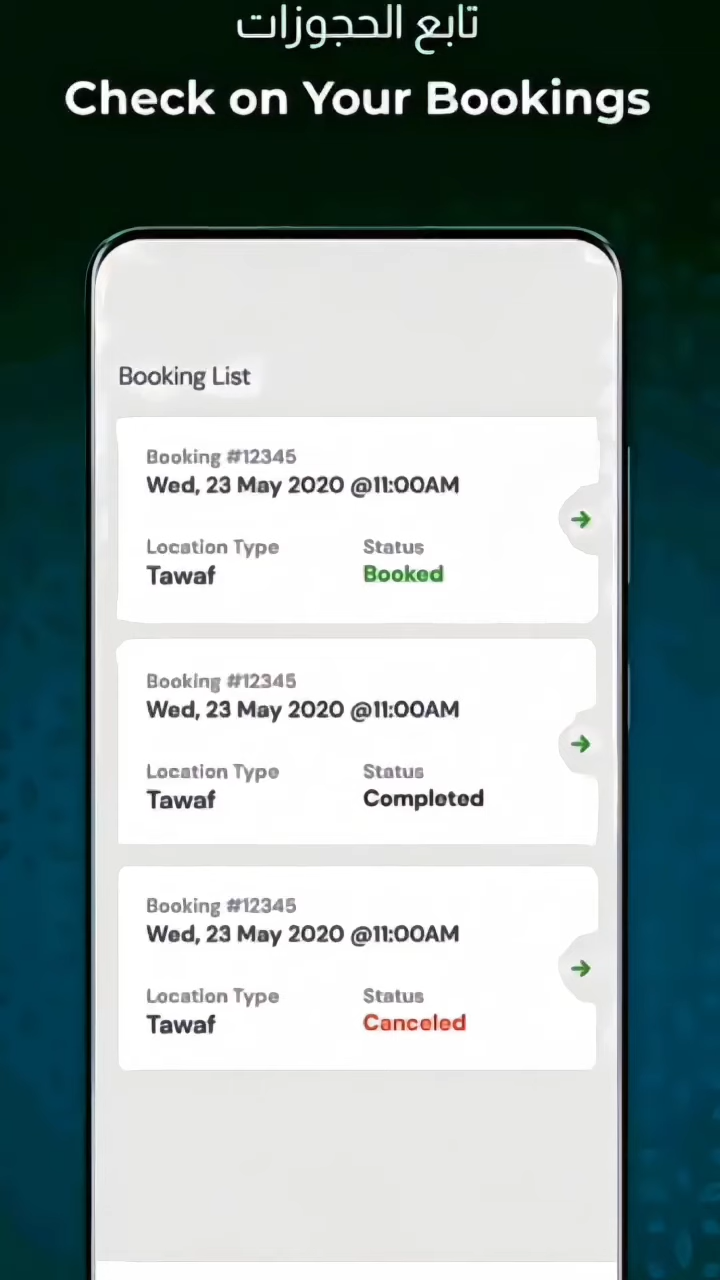 تابع الحجوزات
Check on Your Bookings
Booking List
Booking #12345
Wed, 23 May 2020 @11:00AM
Location Type Status
Tawaf Booked
Booking #12345
Wed, 23 May 2020 @11:00AM
Location Type Status
Tawaf Completed
Booking #12345
Wed, 23 May 2020 @11:00AM
Location Type Status
Tawaf Canceled